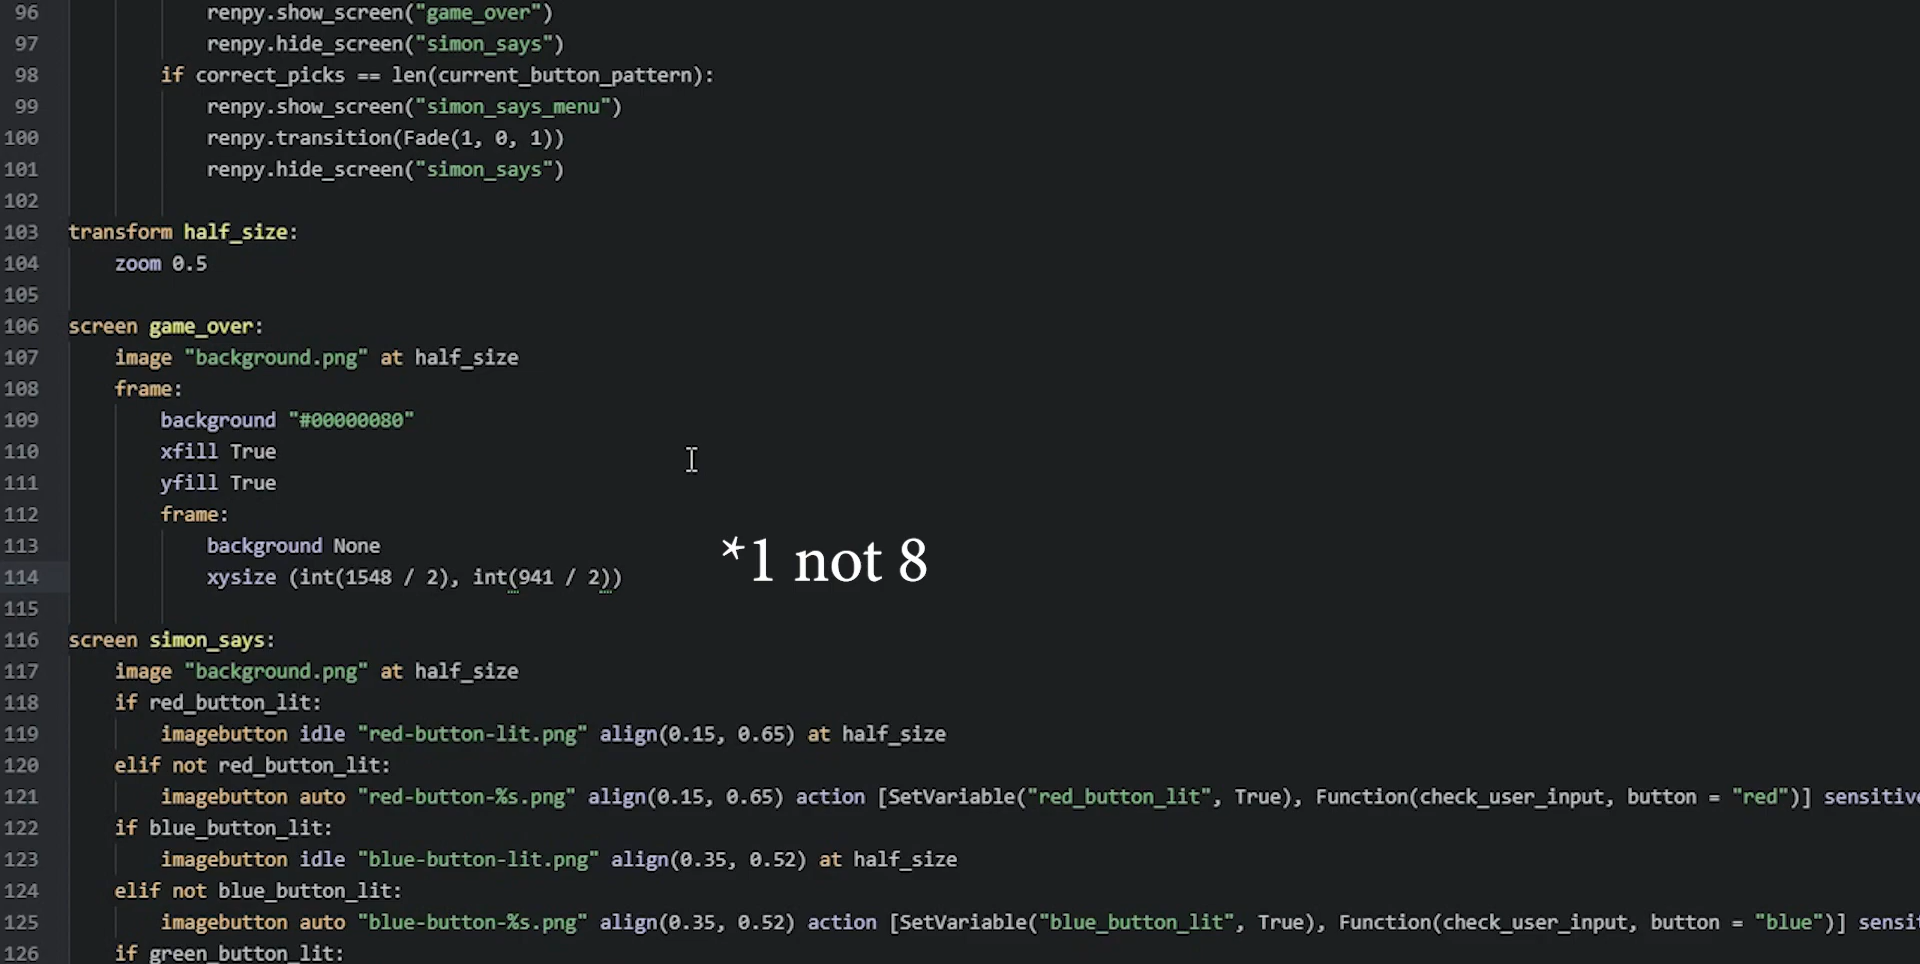 96 renpy.show_screen("game_over")
97 renpy.hide_screen("simon_says")
98 if correct_picks == len(current_button_pattern):
99 renpy.show_screen("simon_says_menu")
100 renpy.transition(Fade(1, 0, 1))
101 renpy.hide_screen("simon_says")
102
103 transform half_size:
104 zoom 0.5
105
106 screen game_over:
107 image "background.png" at half_size
108 frame:
109 background "#00000080"
110 xfill True
111 yfill True
112 frame:
113 background None
*1 not 8
114 xysize (int(1548 / 2), int(941 / 2))
115
116 screen simon_says:
117 image "background.png" at half_size
118 if red_button_lit:
119 imagebutton idle "red-button-lit.png" align(0.15, 0.65) at half_size
120 elif not red_button_lit:
121 imagebutton auto "red-button-%s.png" align(0.15, 0.65) action [SetVariable("red_button_lit", True), Function(check_user_input, button = "red")] sensitive
122 if blue_button_lit:
123 imagebutton idle "blue-button-lit.png" align(0.35, 0.52) at half_size
124 elif not blue_button_lit:
125 imagebutton auto "blue-button-%s.png" align(0.35, 0.52) action [SetVariable("blue_button_lit", True), Function(check_user_input, button = "blue")] sensi
126 if green_button_lit: